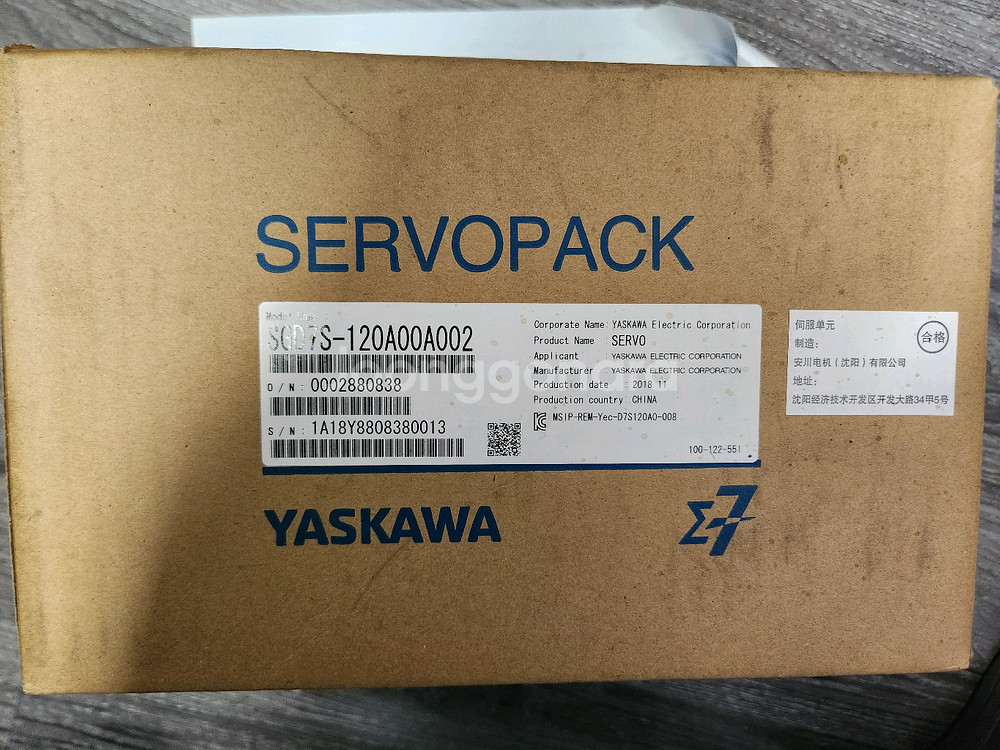 SERVOPACK
Model No.
SGD7S-120A00A002
O/N: 0002880838
S/N: 1A18Y8808380013
Corporate Name: YASKAWA Electric Corporation
Product Name : SERVO
Applicant : YASKAWA ELECTRIC CORPORATION
Manufacturer : YASKAWA ELECTRIC CORPORATION
Production date : 2018.11
Production country: CHINA
MSIP-REM-Yec-D7S120A0-008
100-122-551
伺服单元
合格
制造：
安川电机（沈阳）有限公司
地址：
沈阳经济技术开发区开发大路34甲5号
YASKAWA
Σ-7